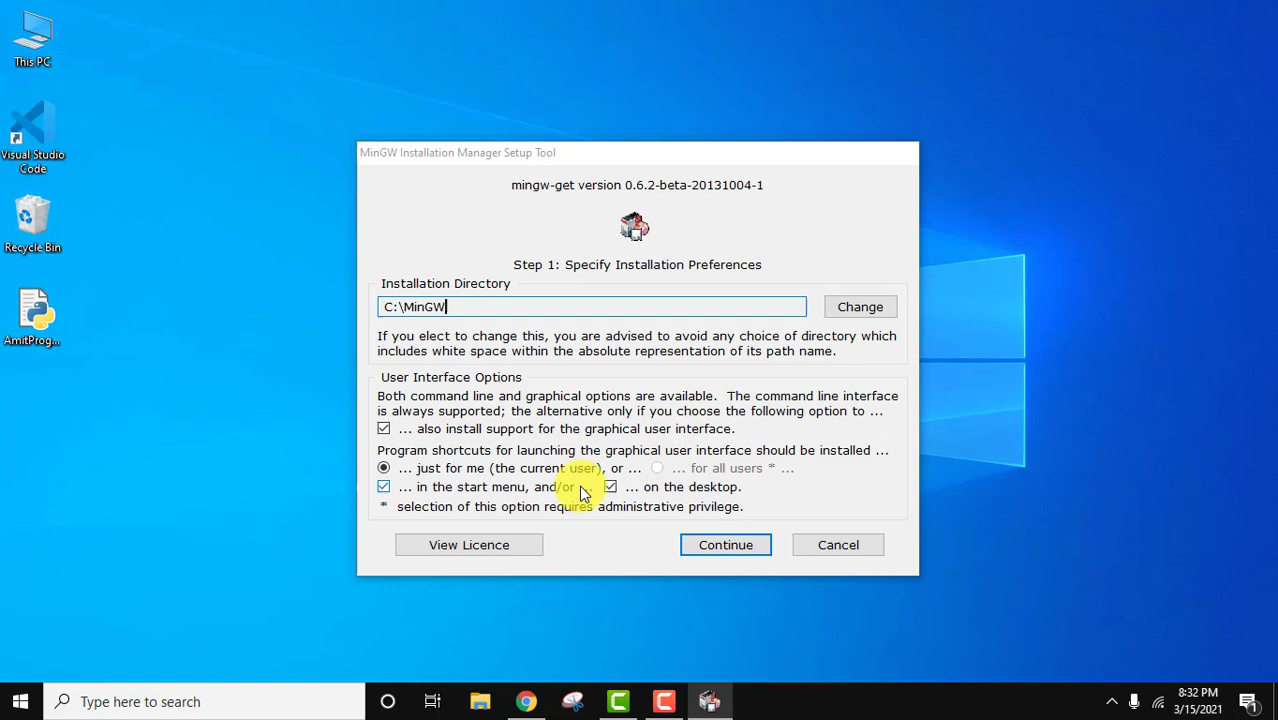 This PC
Visual Studio
Code
Recycle Bin
AmitProg...
MinGW Installation Manager Setup Tool
mingw-get version 0.6.2-beta-20131004-1
Step 1: Specify Installation Preferences
Installation Directory
C:\MinGW
Change
If you elect to change this, you are advised to avoid any choice of directory which
includes white space within the absolute representation of its path name.
User Interface Options
Both command line and graphical options are available. The command line interface
is always supported; the alternative only if you choose the following option to ...
... also install support for the graphical user interface.
Program shortcuts for launching the graphical user interface should be installed ...
... just for me (the current user), or ... ... for all users * ...
... in the start menu, and/or ... ... on the desktop.
* selection of this option requires administrative privilege.
View Licence
Continue
Cancel
Type here to search
8:32 PM
3/15/2021
1